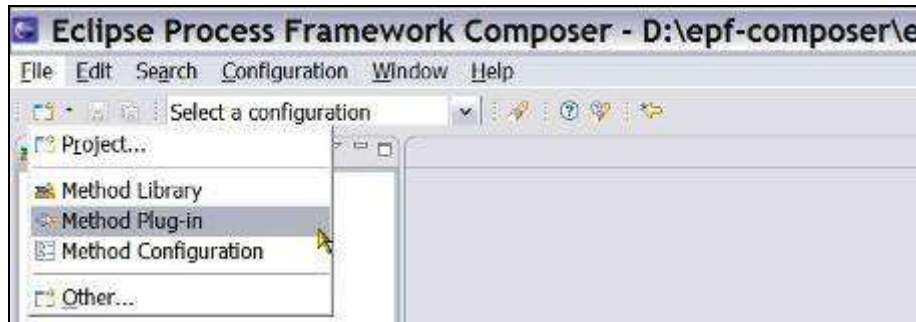 Eclipse Process Framework Composer - D:\epf-composer\e
File Edit Search Configuration Window Help
Select a configuration
Project...
Method Library
Method Plug-in
Method Configuration
Other...